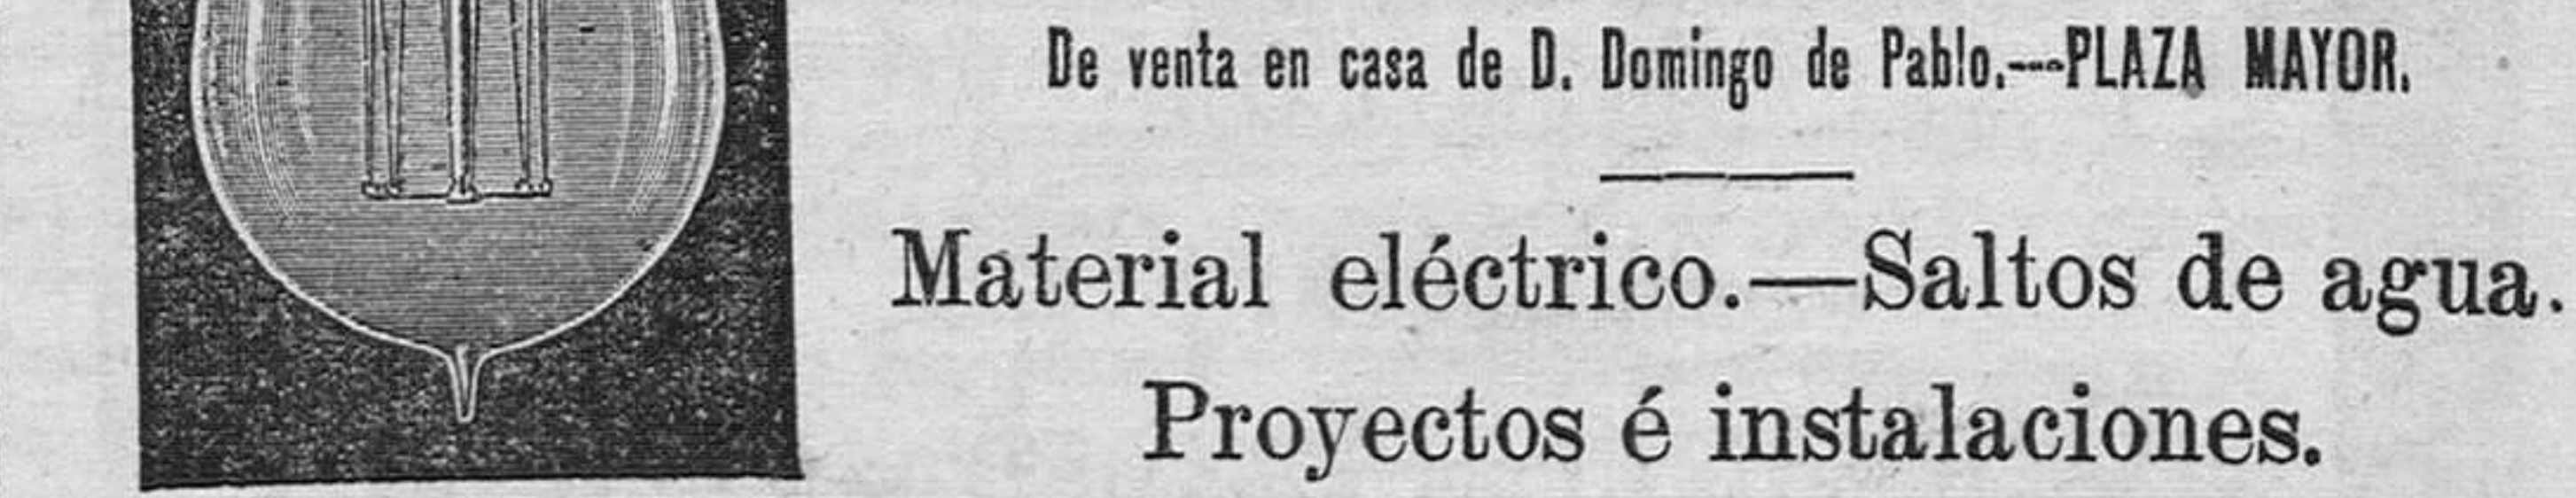 De venta en casa de D. Domingo de Pablo.---PLAZA MAYOR.
Material eléctrico.—Saltos de agua.
Proyectos é instalaciones.